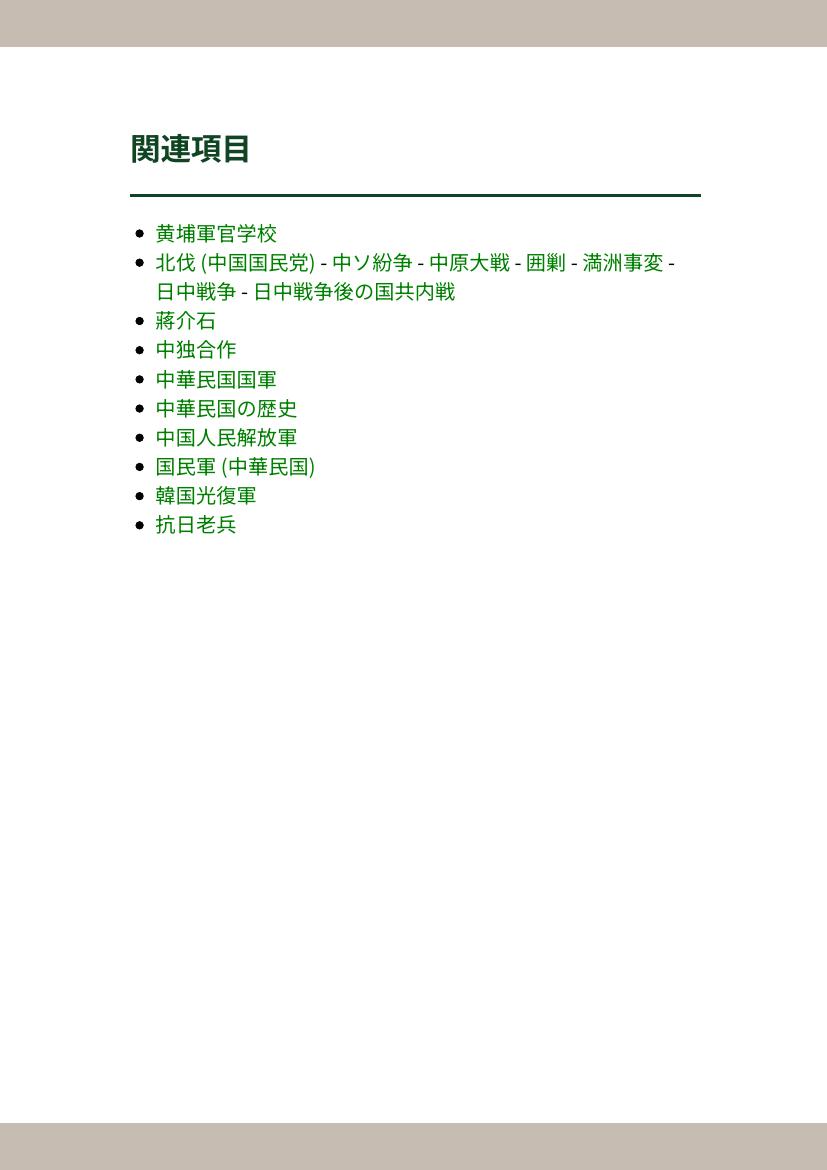 関連項目
黄埔軍官学校
北伐 (中国国民党) - 中ソ紛争 - 中原大戦 - 囲剿 - 満洲事変 -
日中戦争 - 日中戦争後の国共内戦
蔣介石
中独合作
中華民国国軍
中華民国の歴史
中国人民解放軍
国民軍 (中華民国)
韓国光復軍
抗日老兵